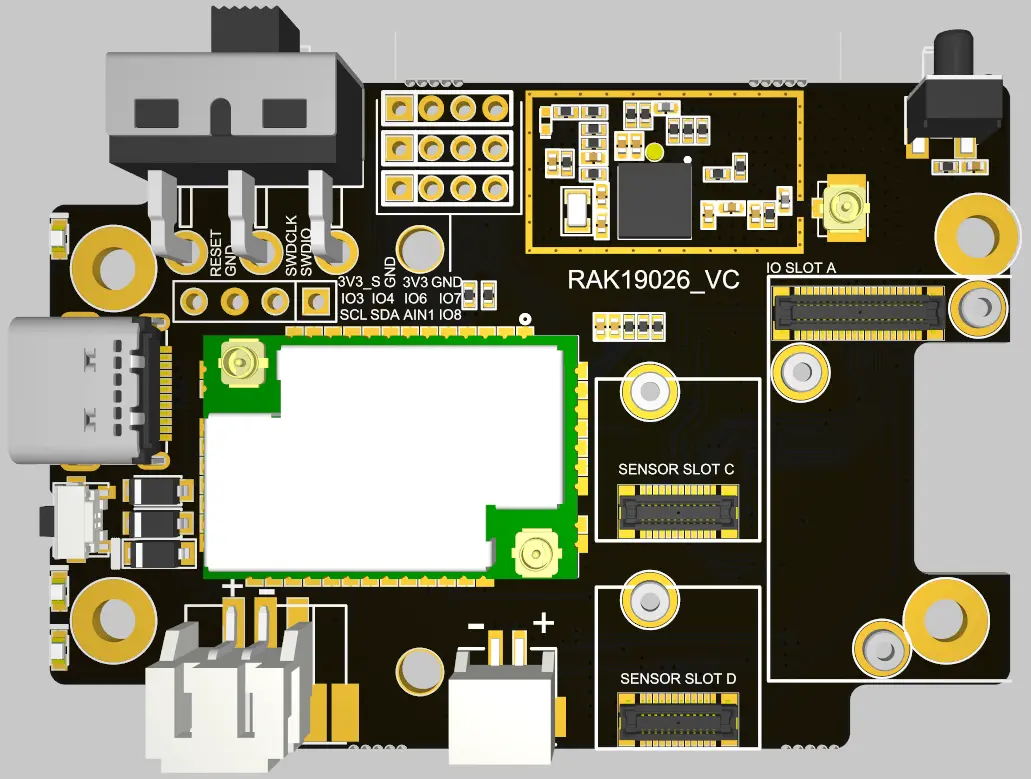 RESET
GND
SWDCLK
SWDIO
3V3_S GND 3V3 GND
IO3 IO4 IO6 IO7
SCL SDA AIN1 IO8
RAK19026_VC
IO SLOT A
SENSOR SLOT C
+ -
- +
SENSOR SLOT D